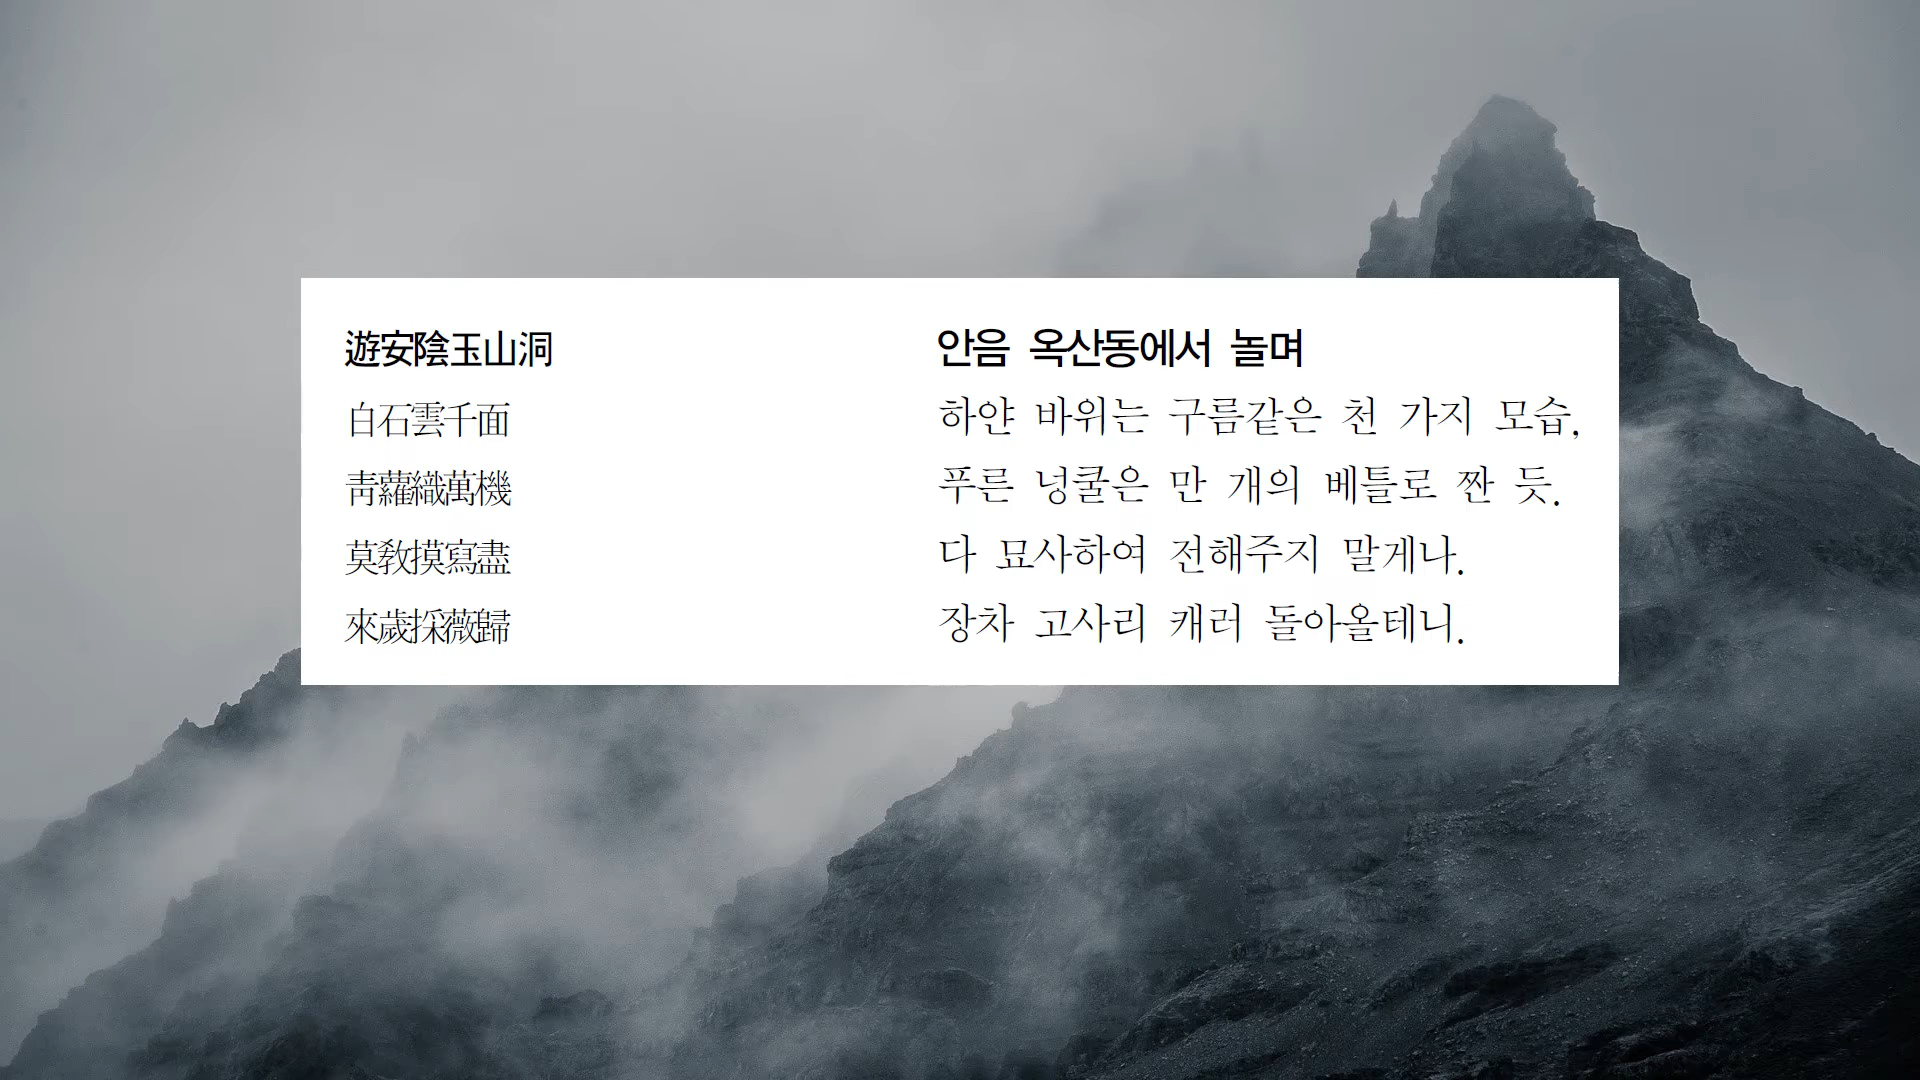 遊安陰玉山洞
白石雲千面
靑蘿織萬機
莫敎摸寫盡
來歲採薇歸
안음 옥산동에서 놀며
하얀 바위는 구름같은 천 가지 모습,
푸른 넝쿨은 만 개의 베틀로 짠 듯.
다 묘사하여 전해주지 말게나.
장차 고사리 캐러 돌아올테니.